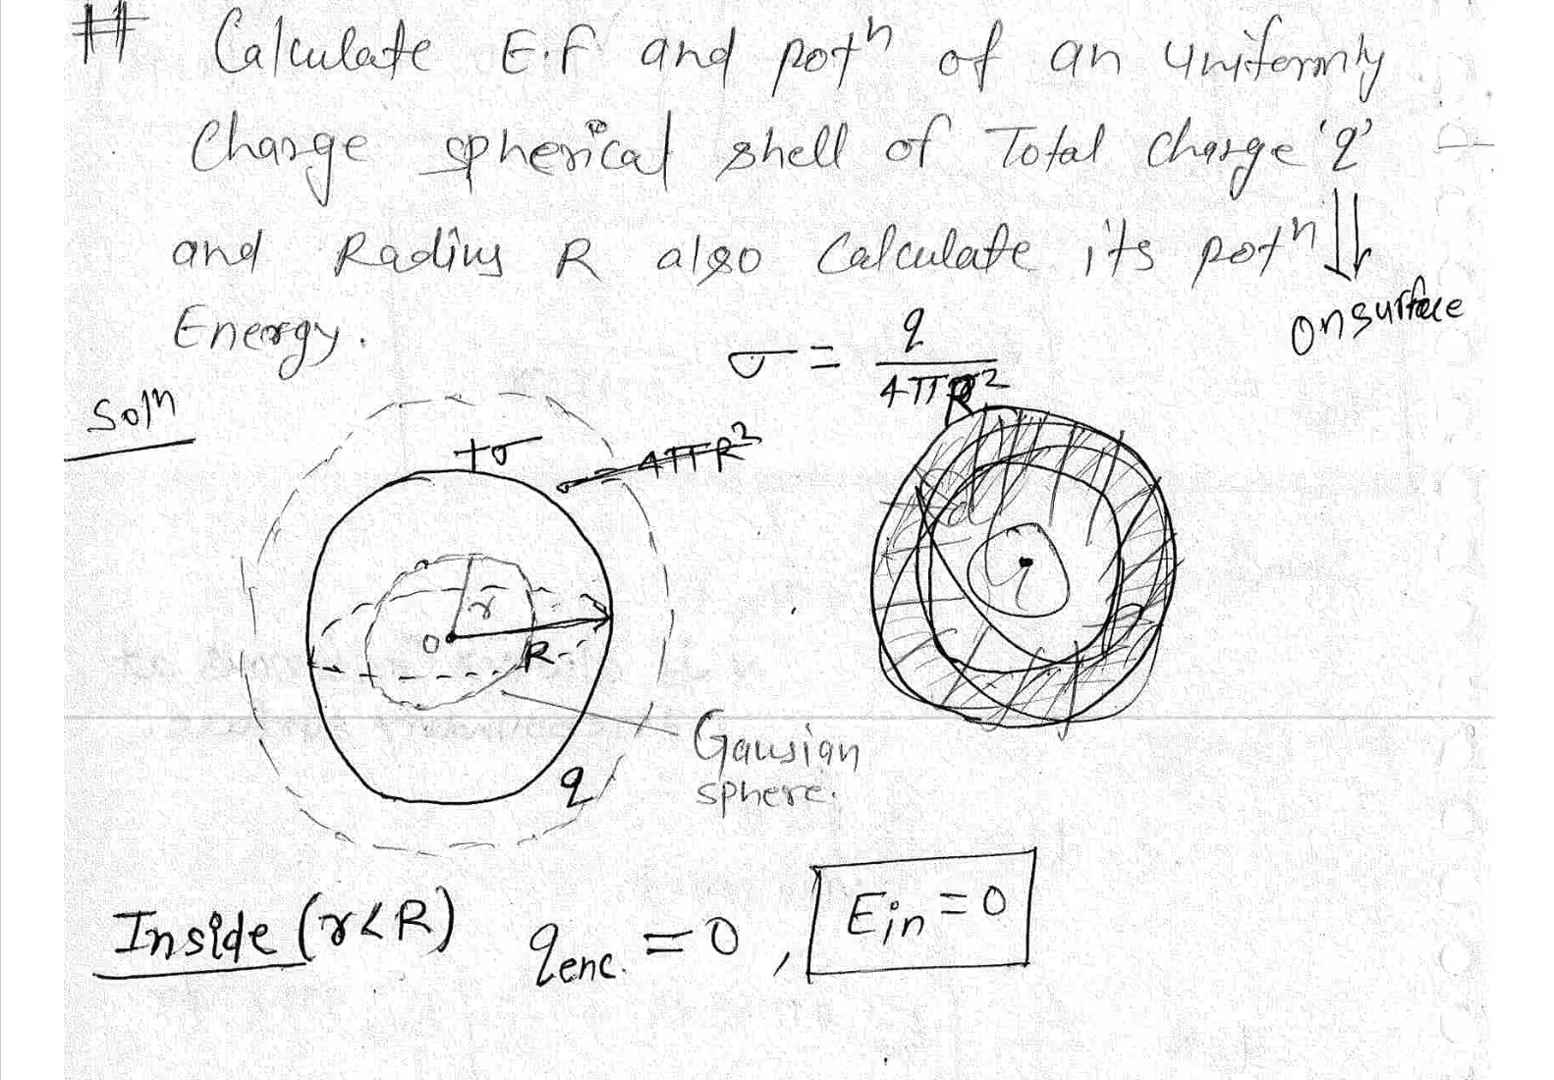 # Calculate E.F and potⁿ of an Uniformly
Charge spherical shell of Total charge 'q'
and Radius R also Calculate its potⁿ
Energy.
on surface
σ = q / 4πR²
Solⁿ
+σ
4πR²
r
O
R
q
Gausian
sphere.
Inside (r<R) qenc. = 0 , Ein = 0